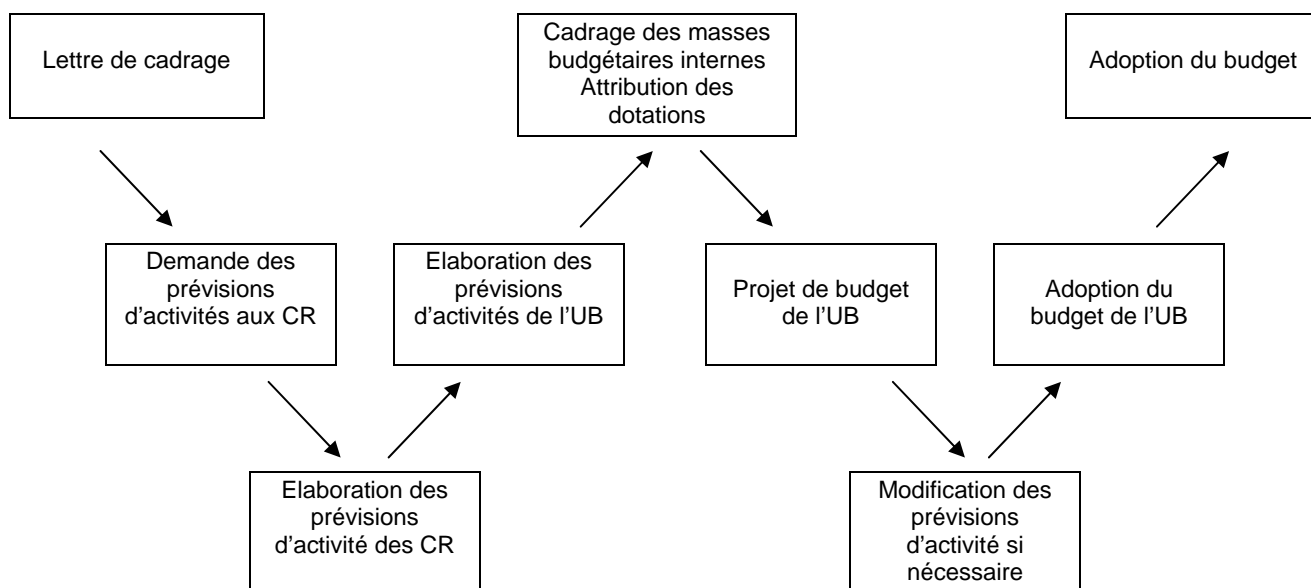 Lettre de cadrage
Cadrage des masses
budgétaires internes
Attribution des
dotations
Adoption du budget
Demande des
prévisions
d’activités aux CR
Elaboration des
prévisions
d’activités de l’UB
Projet de budget
de l’UB
Adoption du
budget de l’UB
Elaboration des
prévisions
d’activité des CR
Modification des
prévisions
d’activité si
nécessaire